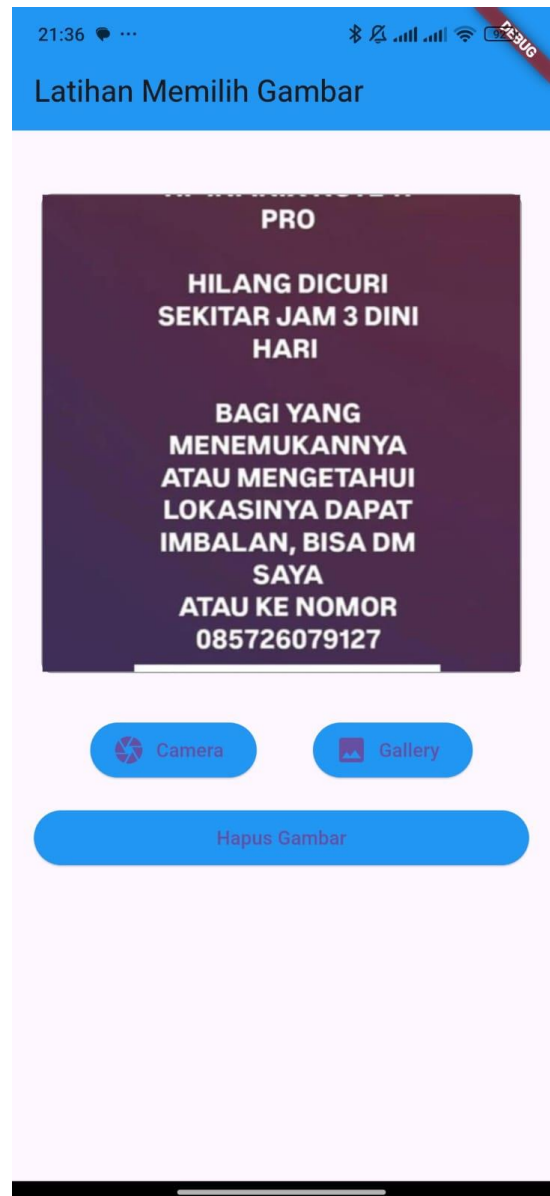 21:36
92
DEBUG
Latihan Memilih Gambar
PRO
HILANG DICURI
SEKITAR JAM 3 DINI
HARI
BAGI YANG
MENEMUKANNYA
ATAU MENGETAHUI
LOKASINYA DAPAT
IMBALAN, BISA DM
SAYA
ATAU KE NOMOR
085726079127
Camera
Gallery
Hapus Gambar